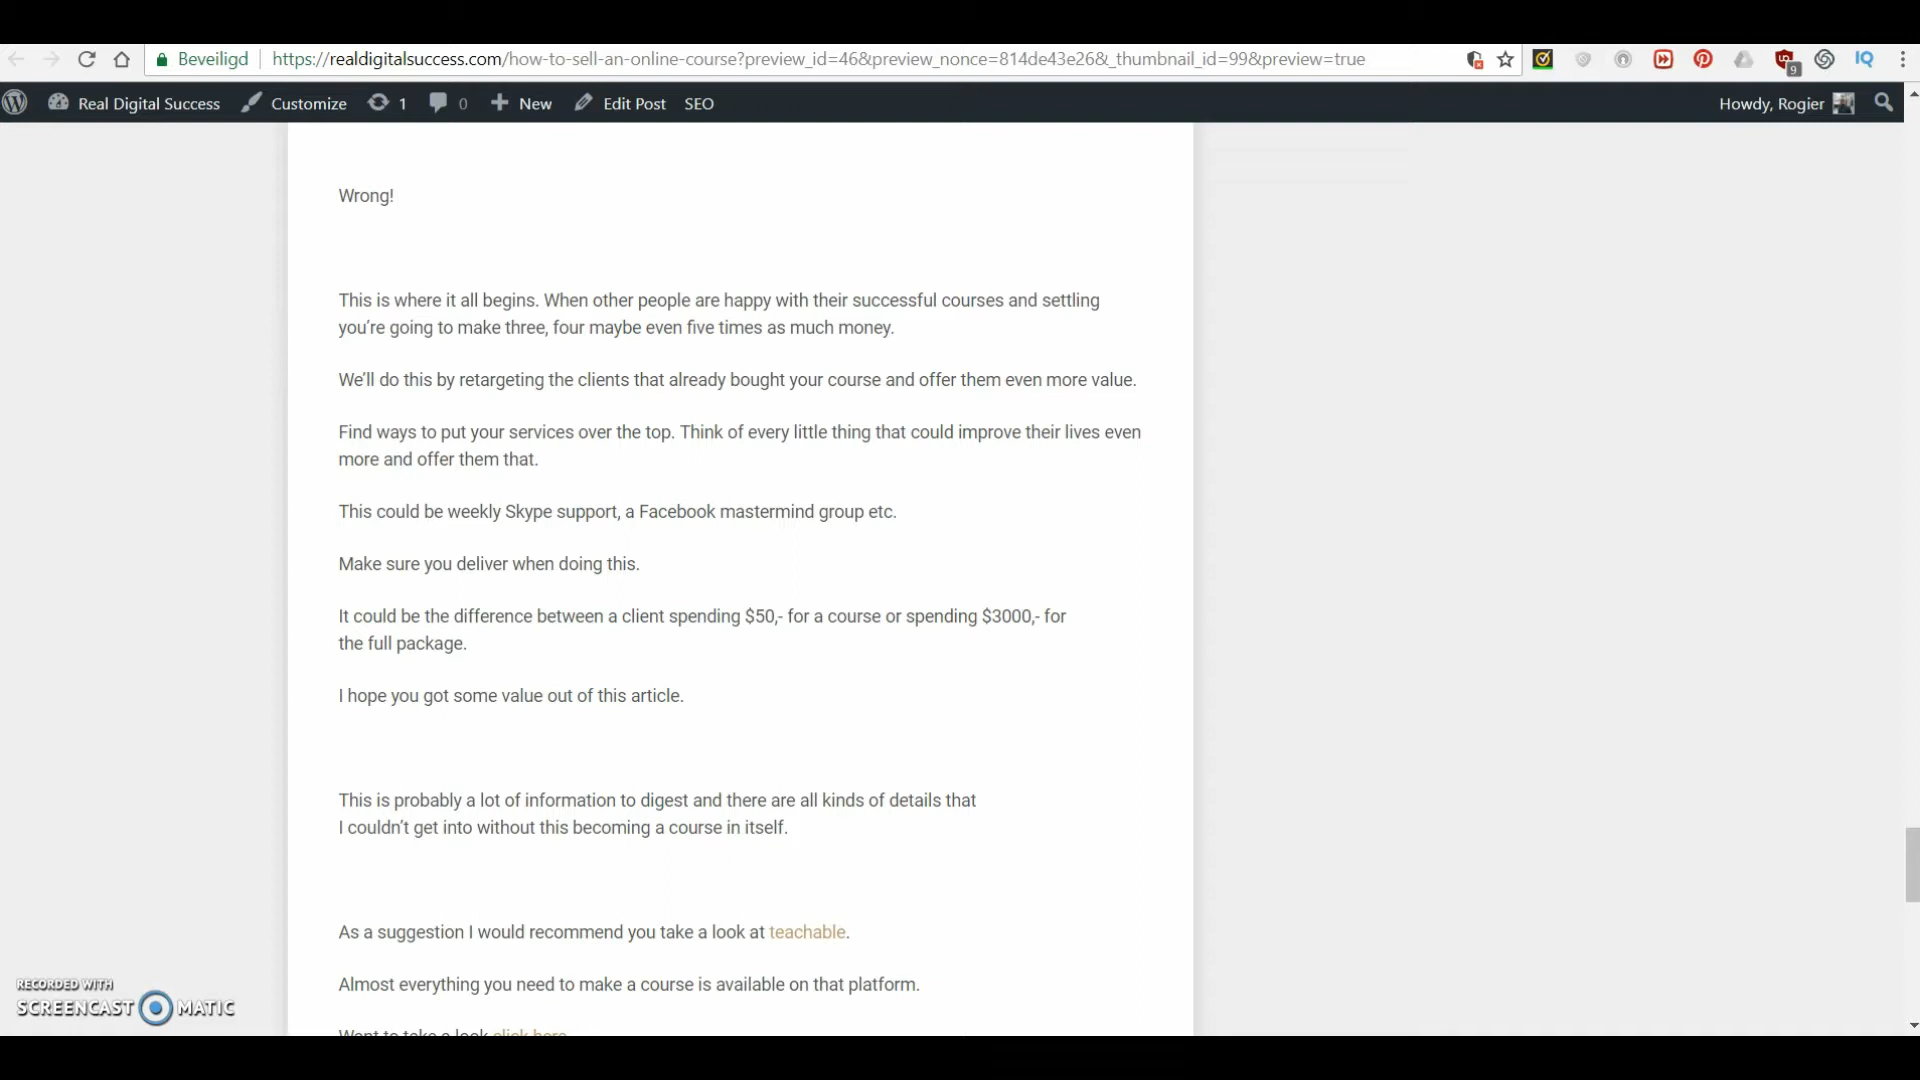 Beveiligd https://realdigitalsuccess.com/how-to-sell-an-online-course?preview_id=46&preview_nonce=814de43e26&_thumbnail_id=99&preview=true 9 IQ
Real Digital Success Customize 1 0 New Edit Post SEO Howdy, Rogier
Wrong!
This is where it all begins. When other people are happy with their successful courses and settling
you’re going to make three, four maybe even five times as much money.
We’ll do this by retargeting the clients that already bought your course and offer them even more value.
Find ways to put your services over the top. Think of every little thing that could improve their lives even
more and offer them that.
This could be weekly Skype support, a Facebook mastermind group etc.
Make sure you deliver when doing this.
It could be the difference between a client spending $50,- for a course or spending $3000,- for
the full package.
I hope you got some value out of this article.
This is probably a lot of information to digest and there are all kinds of details that
I couldn’t get into without this becoming a course in itself.
As a suggestion I would recommend you take a look at teachable.
Almost everything you need to make a course is available on that platform.
Want to take a look click here
RECORDED WITH
SCREENCAST MATIC